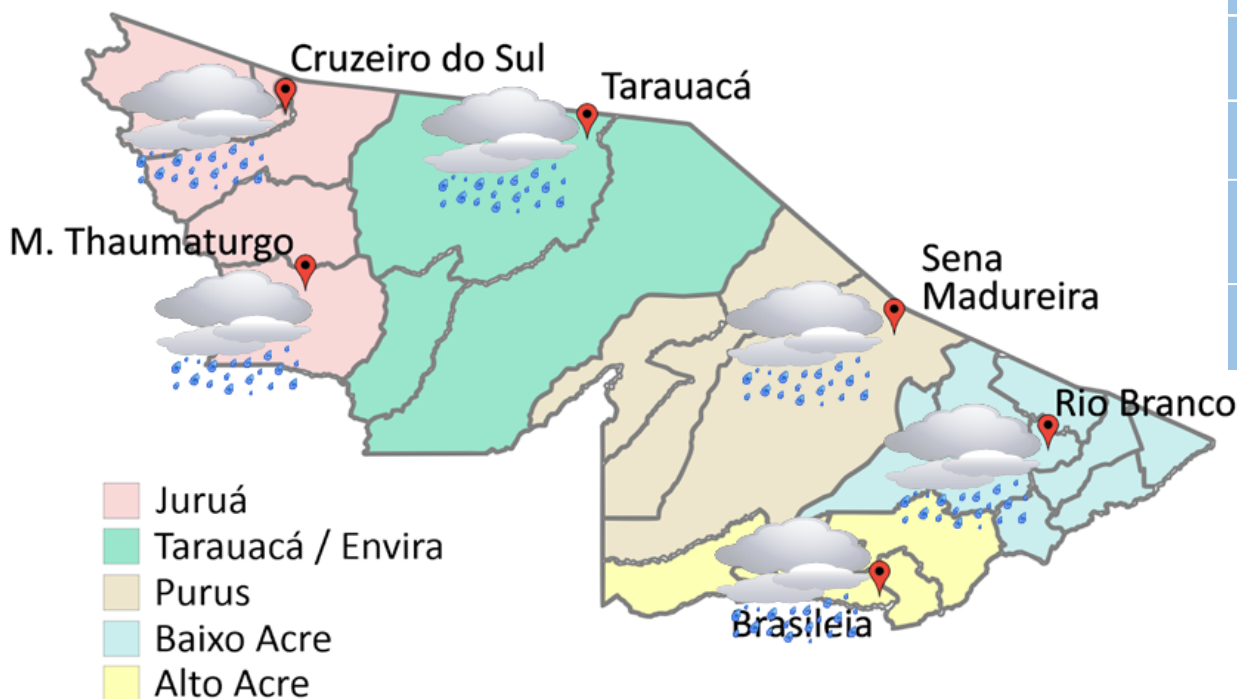 Cruzeiro do Sul
Tarauacá
M. Thaumaturgo
Sena
Madureira
Rio Branco
Brasileia
Juruá
Tarauacá / Envira
Purus
Baixo Acre
Alto Acre